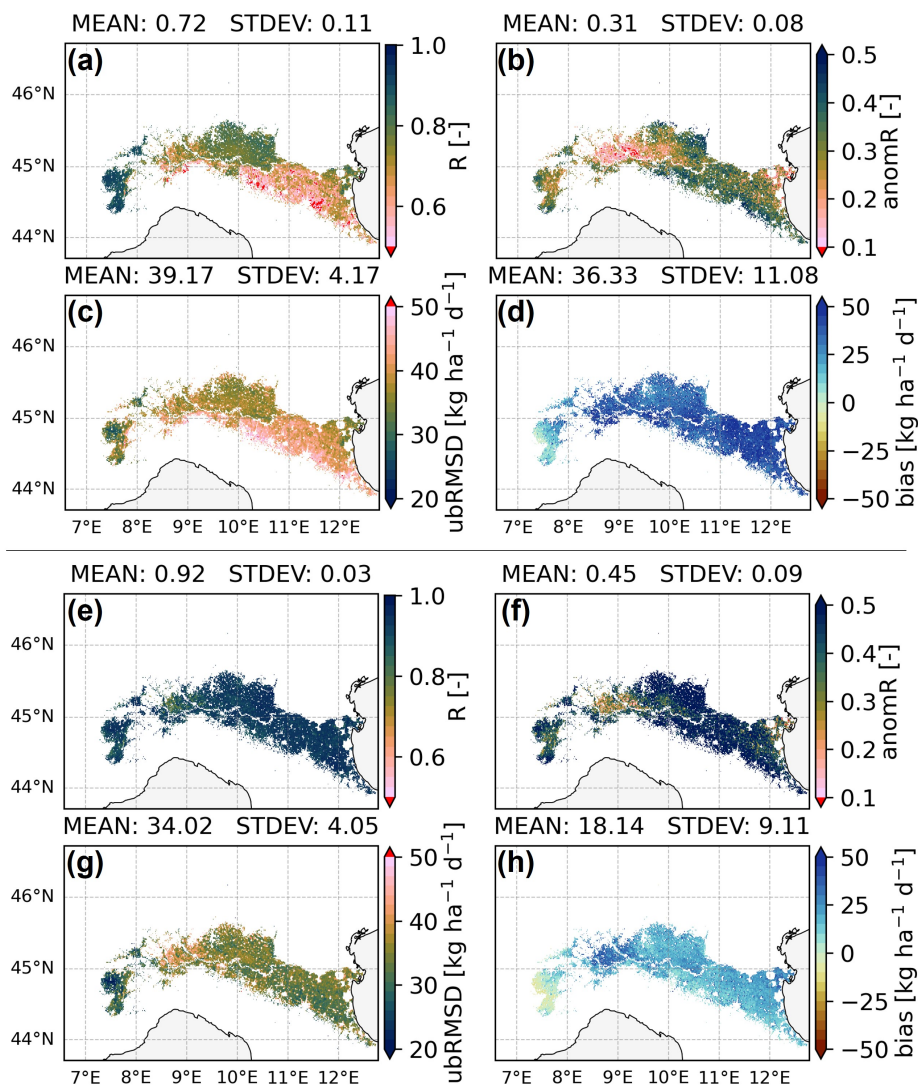 MEAN: 0.72 STDEV: 0.11
MEAN: 0.31 STDEV: 0.08
(a)
46°N
45°N
44°N
1.0
0.8
0.6
R [-]
(b)
0.5
0.4
0.3
0.2
0.1
anomR [-]
MEAN: 39.17 STDEV: 4.17
MEAN: 36.33 STDEV: 11.08
(c)
46°N
45°N
44°N
7°E 8°E 9°E 10°E 11°E 12°E
50
40
30
20
ubRMSD [kg ha⁻¹ d⁻¹]
(d)
7°E 8°E 9°E 10°E 11°E 12°E
50
25
0
−25
−50
bias [kg ha⁻¹ d⁻¹]
MEAN: 0.92 STDEV: 0.03
MEAN: 0.45 STDEV: 0.09
(e)
46°N
45°N
44°N
1.0
0.8
0.6
R [-]
(f)
0.5
0.4
0.3
0.2
0.1
anomR [-]
MEAN: 34.02 STDEV: 4.05
MEAN: 18.14 STDEV: 9.11
(g)
46°N
45°N
44°N
7°E 8°E 9°E 10°E 11°E 12°E
50
40
30
20
ubRMSD [kg ha⁻¹ d⁻¹]
(h)
7°E 8°E 9°E 10°E 11°E 12°E
50
25
0
−25
−50
bias [kg ha⁻¹ d⁻¹]